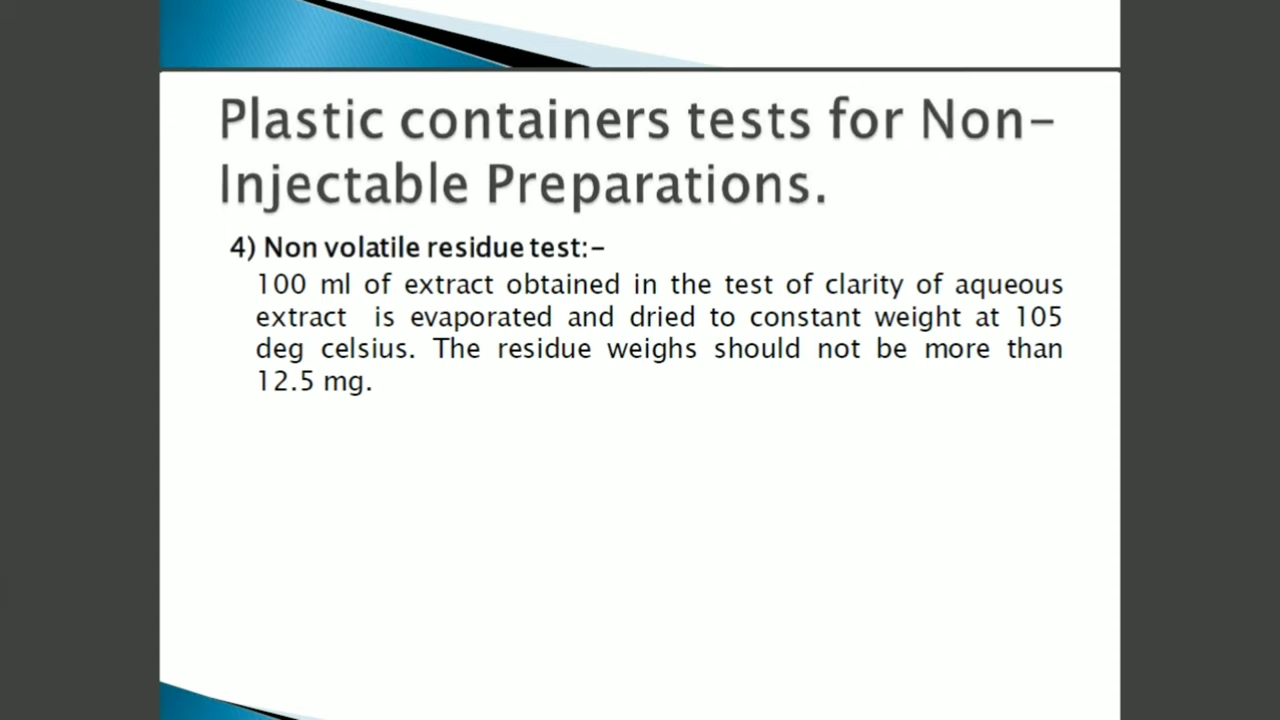 Plastic containers tests for Non-
Injectable Preparations.
4) Non volatile residue test:-
100 ml of extract obtained in the test of clarity of aqueous
extract is evaporated and dried to constant weight at 105
deg celsius. The residue weighs should not be more than
12.5 mg.